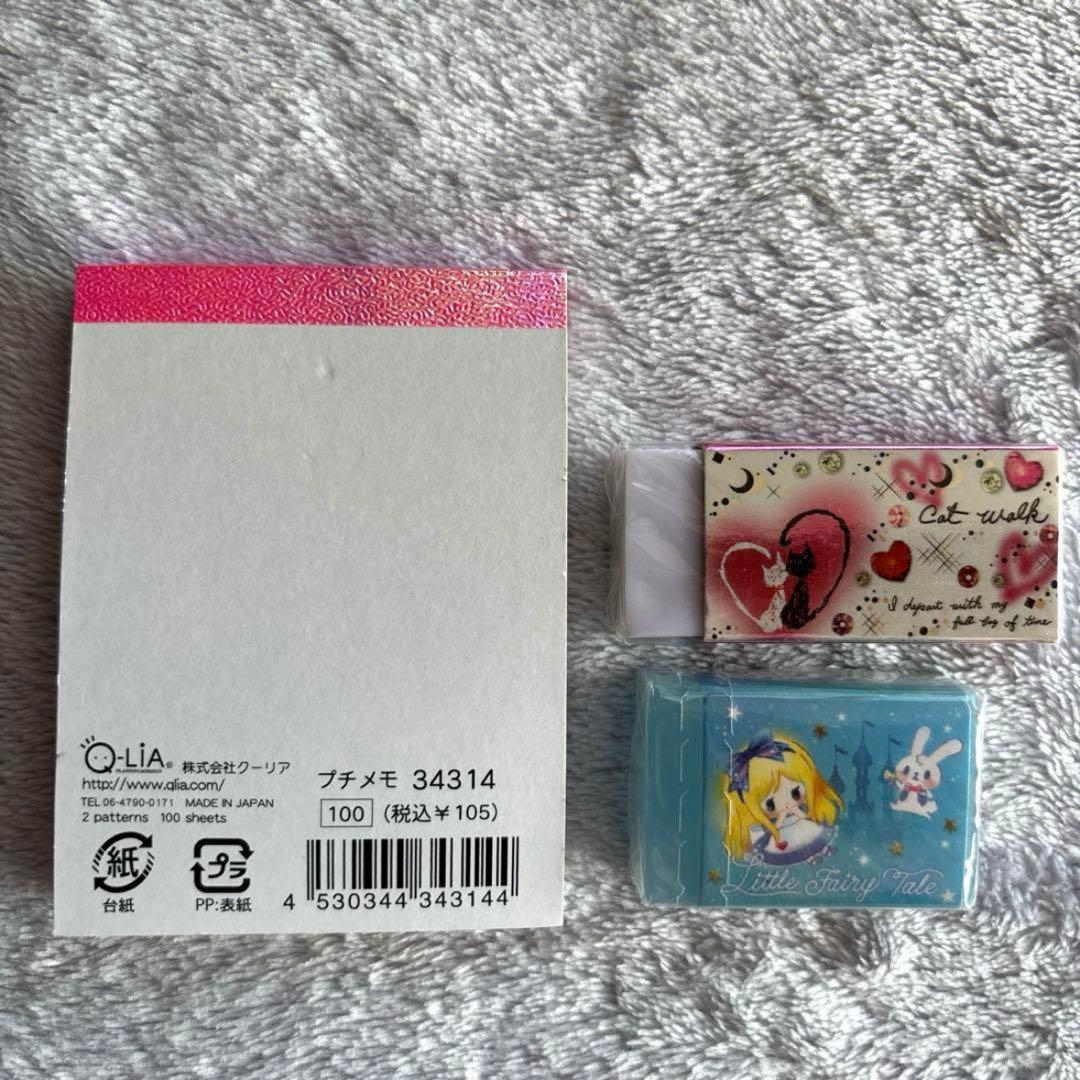 Q-LiA® 株式会社クーリア
PLANNING&DESIGN
http://www.qlia.com/
TEL 06-4790-0171 MADE IN JAPAN
2 patterns 100 sheets
プチメモ 34314
100 (税込¥105)
紙
台紙
プラ
PP:表紙
4 530344 343144
Cat Walk
I depart with my
full bag of time
Little Fairy Tale